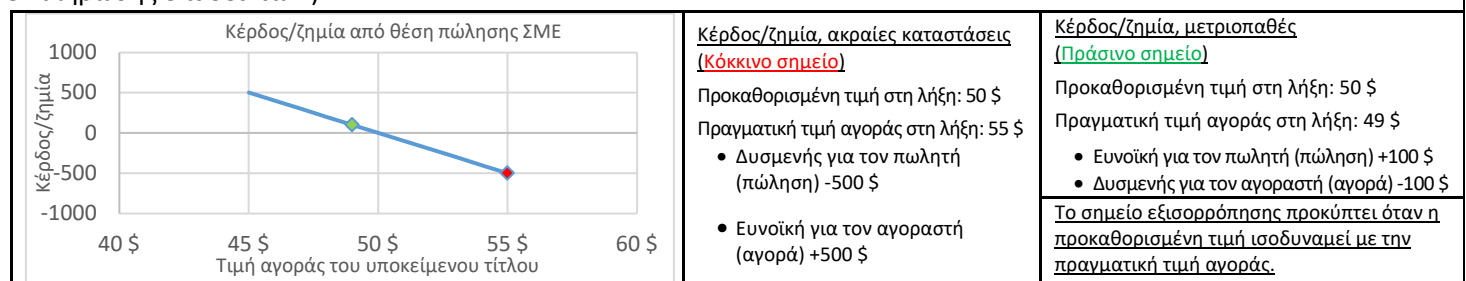 Κέρδος/ζημία από θέση πώλησης ΣΜΕ
Κέρδος/ζημία
1000
500
0
-500
-1000
40 $ 45 $ 50 $ 55 $ 60 $
Τιμή αγοράς του υποκείμενου τίτλου
Κέρδος/ζημία, ακραίες καταστάσεις
(Κόκκινο σημείο)
Προκαθορισμένη τιμή στη λήξη: 50 $
Πραγματική τιμή αγοράς στη λήξη: 55 $
• Δυσμενής για τον πωλητή
(πώληση) -500 $
• Ευνοϊκή για τον αγοραστή
(αγορά) +500 $
Κέρδος/ζημία, μετριοπαθές
(Πράσινο σημείο)
Προκαθορισμένη τιμή στη λήξη: 50 $
Πραγματική τιμή αγοράς στη λήξη: 49 $
• Ευνοϊκή για τον πωλητή (πώληση) +100 $
• Δυσμενής για τον αγοραστή (αγορά) -100 $
Το σημείο εξισορρόπησης προκύπτει όταν η
προκαθορισμένη τιμή ισοδυναμεί με την
πραγματική τιμή αγοράς.